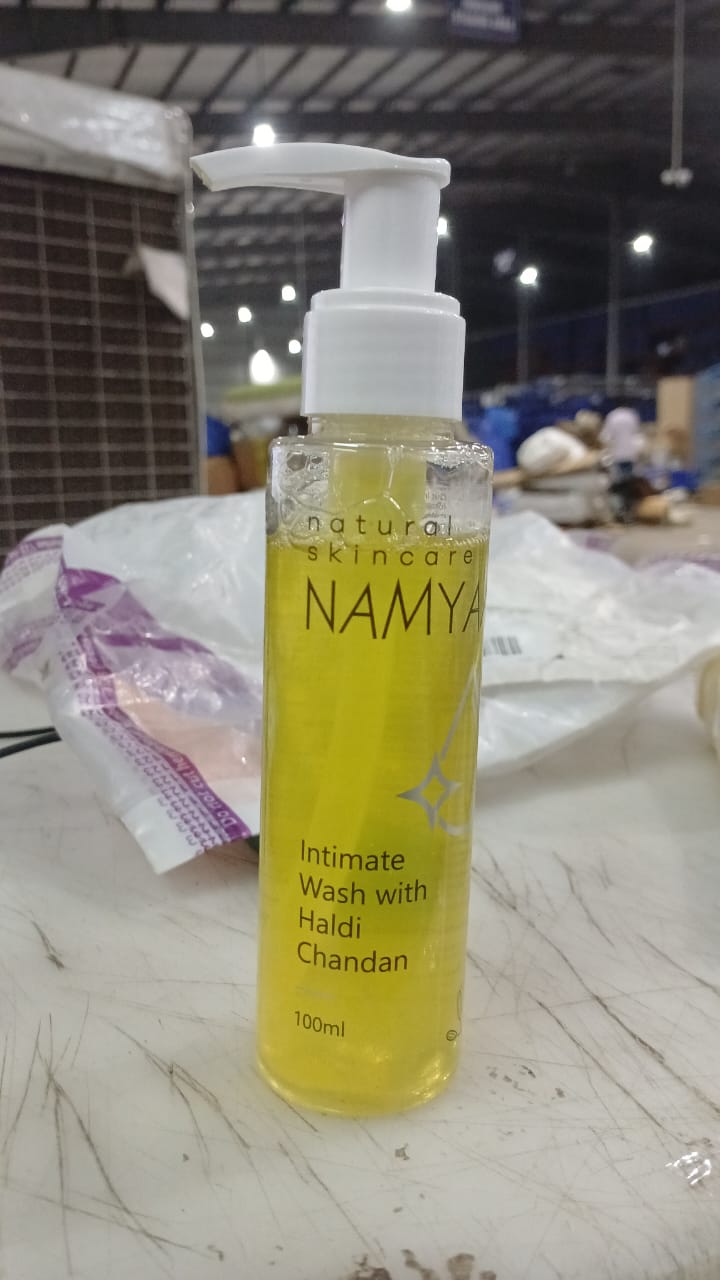 natural
skincare
NAMYA
Intimate
Wash with
Haldi
Chandan
100ml